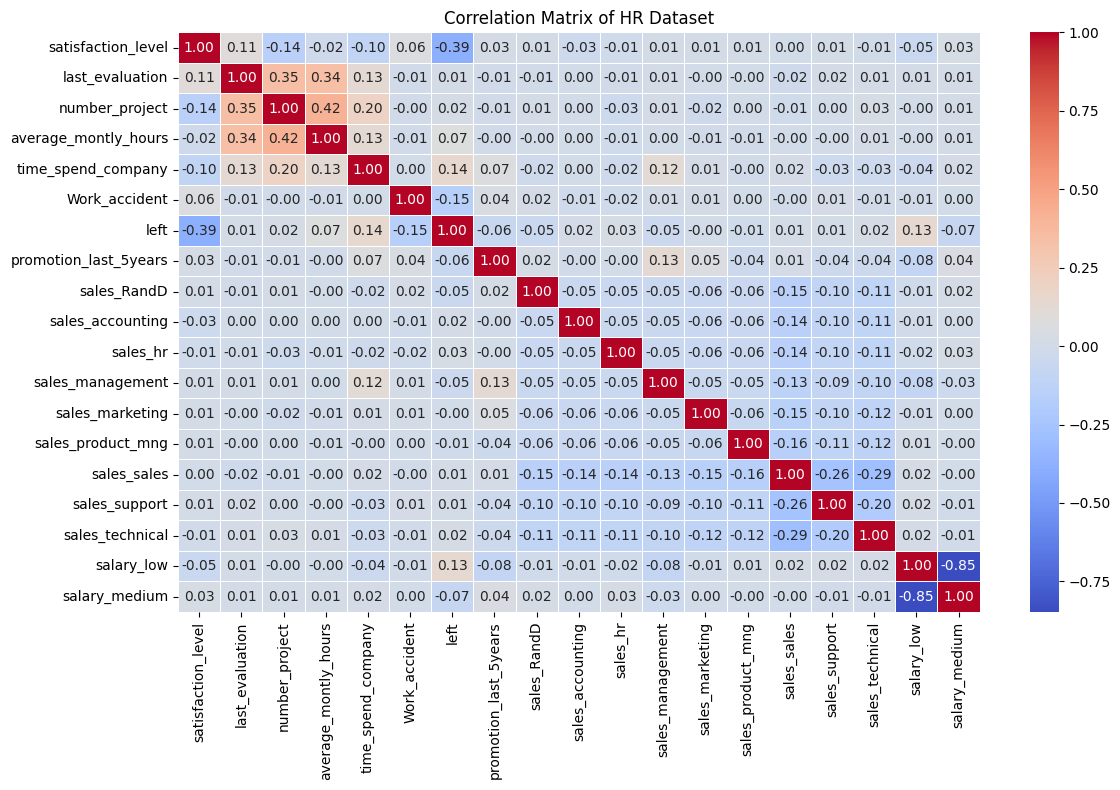 Correlation Matrix of HR Dataset
satisfaction_level 1.00 0.11 -0.14 -0.02 -0.10 0.06 -0.39 0.03 0.01 -0.03 -0.01 0.01 0.01 0.01 0.00 0.01 -0.01 -0.05 0.03
last_evaluation 0.11 1.00 0.35 0.34 0.13 -0.01 0.01 -0.01 -0.01 0.00 -0.01 0.01 -0.00 -0.00 -0.02 0.02 0.01 0.01 0.01
number_project -0.14 0.35 1.00 0.42 0.20 -0.00 0.02 -0.01 0.01 0.00 -0.03 0.01 -0.02 0.00 -0.01 0.00 0.03 -0.00 0.01
average_montly_hours -0.02 0.34 0.42 1.00 0.13 -0.01 0.07 -0.00 -0.00 0.00 -0.01 0.00 -0.01 -0.01 -0.00 -0.00 0.01 -0.00 0.01
time_spend_company -0.10 0.13 0.20 0.13 1.00 0.00 0.14 0.07 -0.02 0.00 -0.02 0.12 0.01 -0.00 0.02 -0.03 -0.03 -0.04 0.02
Work_accident 0.06 -0.01 -0.00 -0.01 0.00 1.00 -0.15 0.04 0.02 -0.01 -0.02 0.01 0.01 0.00 -0.00 0.01 -0.01 -0.01 0.00
left -0.39 0.01 0.02 0.07 0.14 -0.15 1.00 -0.06 -0.05 0.02 0.03 -0.05 -0.00 -0.01 0.01 0.01 0.02 0.13 -0.07
promotion_last_5years 0.03 -0.01 -0.01 -0.00 0.07 0.04 -0.06 1.00 0.02 -0.00 -0.00 0.13 0.05 -0.04 0.01 -0.04 -0.04 -0.08 0.04
sales_RandD 0.01 -0.01 0.01 -0.00 -0.02 0.02 -0.05 0.02 1.00 -0.05 -0.05 -0.05 -0.06 -0.06 -0.15 -0.10 -0.11 -0.01 0.02
sales_accounting -0.03 0.00 0.00 0.00 0.00 -0.01 0.02 -0.00 -0.05 1.00 -0.05 -0.05 -0.06 -0.06 -0.14 -0.10 -0.11 -0.01 0.00
sales_hr -0.01 -0.01 -0.03 -0.01 -0.02 -0.02 0.03 -0.00 -0.05 -0.05 1.00 -0.05 -0.06 -0.06 -0.14 -0.10 -0.11 -0.02 0.03
sales_management 0.01 0.01 0.01 0.00 0.12 0.01 -0.05 0.13 -0.05 -0.05 -0.05 1.00 -0.05 -0.05 -0.13 -0.09 -0.10 -0.08 -0.03
sales_marketing 0.01 -0.00 -0.02 -0.01 0.01 0.01 -0.00 0.05 -0.06 -0.06 -0.06 -0.05 1.00 -0.06 -0.15 -0.10 -0.12 -0.01 0.00
sales_product_mng 0.01 -0.00 0.00 -0.01 -0.00 0.00 -0.01 -0.04 -0.06 -0.06 -0.06 -0.05 -0.06 1.00 -0.16 -0.11 -0.12 0.01 -0.00
sales_sales 0.00 -0.02 -0.01 -0.00 0.02 -0.00 0.01 0.01 -0.15 -0.14 -0.14 -0.13 -0.15 -0.16 1.00 -0.26 -0.29 0.02 -0.00
sales_support 0.01 0.02 0.00 -0.00 -0.03 0.01 0.01 -0.04 -0.10 -0.10 -0.10 -0.09 -0.10 -0.11 -0.26 1.00 -0.20 0.02 -0.01
sales_technical -0.01 0.01 0.03 0.01 -0.03 -0.01 0.02 -0.04 -0.11 -0.11 -0.11 -0.10 -0.12 -0.12 -0.29 -0.20 1.00 0.02 -0.01
salary_low -0.05 0.01 -0.00 -0.00 -0.04 -0.01 0.13 -0.08 -0.01 -0.01 -0.02 -0.08 -0.01 0.01 0.02 0.02 0.02 1.00 -0.85
salary_medium 0.03 0.01 0.01 0.01 0.02 0.00 -0.07 0.04 0.02 0.00 0.03 -0.03 0.00 -0.00 -0.00 -0.01 -0.01 -0.85 1.00
satisfaction_level
last_evaluation
number_project
average_montly_hours
time_spend_company
Work_accident
left
promotion_last_5years
sales_RandD
sales_accounting
sales_hr
sales_management
sales_marketing
sales_product_mng
sales_sales
sales_support
sales_technical
salary_low
salary_medium
1.00
0.75
0.50
0.25
0.00
−0.25
−0.50
−0.75